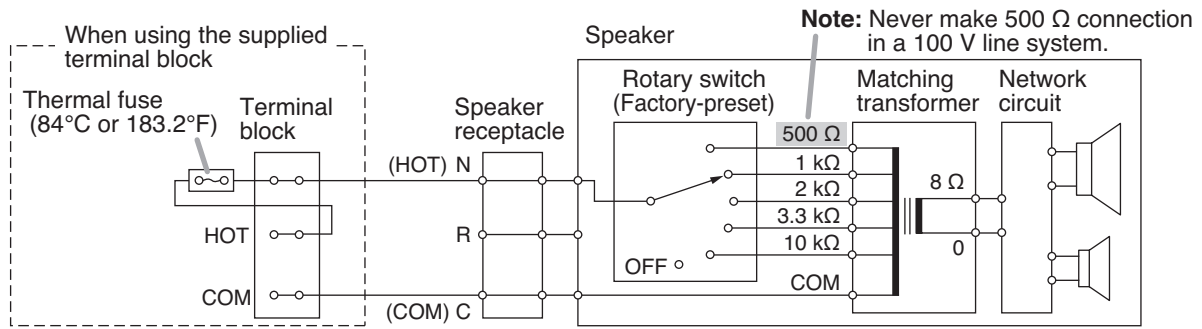 Note: Never make 500 Ω connection
in a 100 V line system.
When using the supplied
terminal block
Speaker
Thermal fuse
(84°C or 183.2°F)
Terminal
block
Speaker
receptacle
Rotary switch
(Factory-preset)
Matching
transformer
Network
circuit
500 Ω
(HOT) N
1 kΩ
2 kΩ
8 Ω
3.3 kΩ
HOT
R
10 kΩ
0
OFF
COM
COM
(COM) C